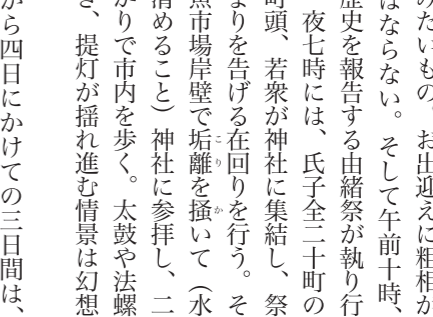 みたいもの。お出迎えに粗相が
はならない。そして午前十時、
歴史を報告する由緒祭が執り行
夜七時には、氏子全二十町の
町頭、若衆が神社に集結し、祭
まりを告げる在回りを行う。そ
魚市場岸壁で垢離を掻いて（水
清めること）神社に参拝し、二
かりで市内を歩く。太鼓や法螺
き、提灯が揺れ進む情景は幻想
から四日にかけての三日間は、